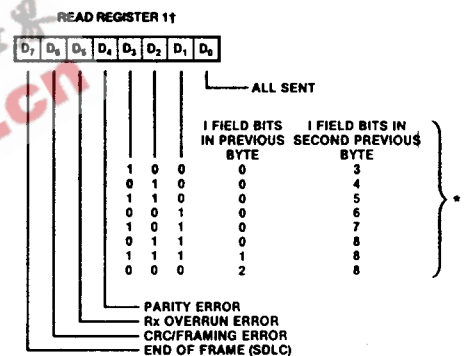 READ REGISTER 1†
D₇ D₆ D₅ D₄ D₃ D₂ D₁ D₀
ALL SENT
I FIELD BITS IN PREVIOUS BYTE
I FIELD BITS IN SECOND PREVIOUS BYTE
1 0 0 0 3
0 1 0 0 4
1 1 0 0 5
0 0 1 0 6
1 0 1 0 7
0 1 1 0 8
1 1 1 1 8
0 0 0 2 8
*
PARITY ERROR
Rx OVERRUN ERROR
CRC/FRAMING ERROR
END OF FRAME (SDLC)